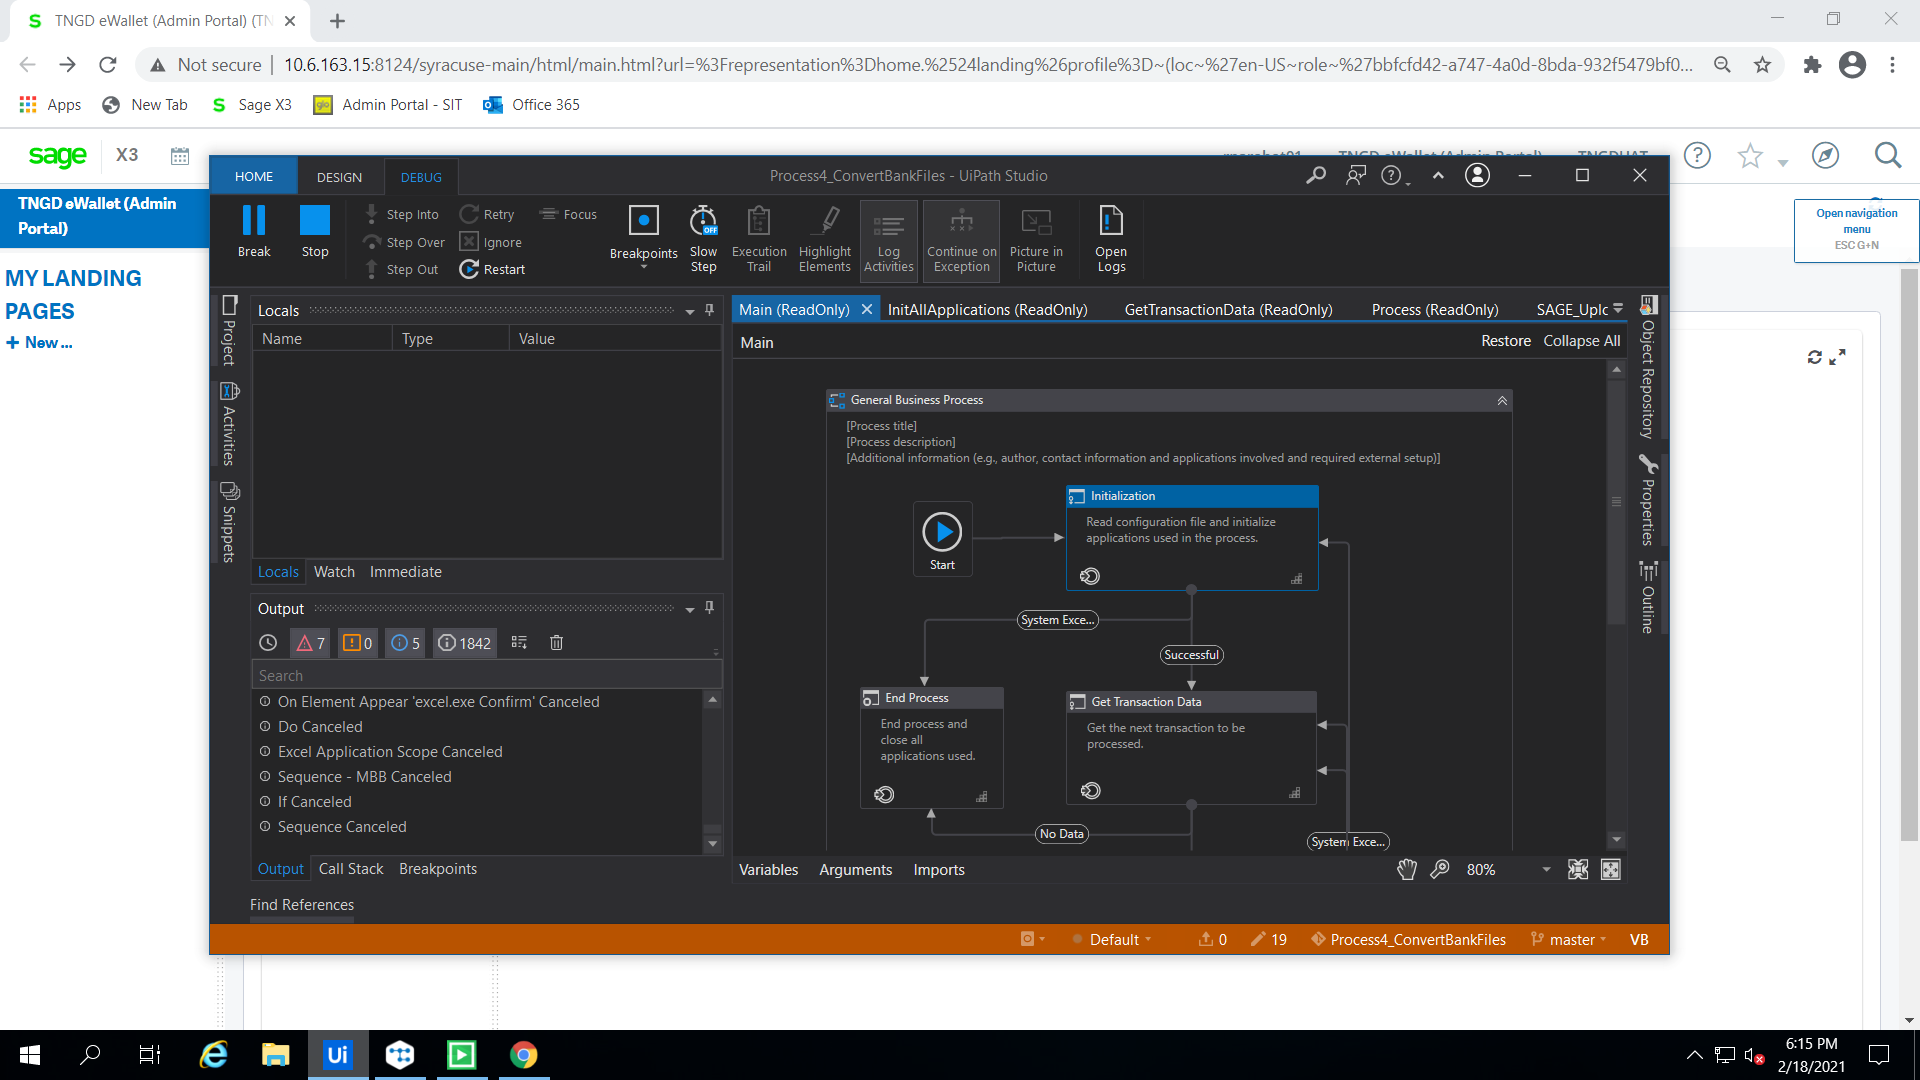 TNGD eWallet (Admin Portal) (TN
Not secure
10.6.163.15:8124/syracuse-main/html/main.html?url=%3Frepresentation%3Dhome.%2524landing%26profile%3D~(loc~%27en-US~role~%27bbfcfd42-a747-4a0d-8bda-932f5479bf0...
Apps
New Tab
Sage X3
Admin Portal - SIT
Office 365
sage
X3
TNGD eWallet (Admin
Portal)
MY LANDING
PAGES
+ New ...
Open navigation
menu
ESC G+N
HOME
DESIGN
DEBUG
Process4_ConvertBankFiles - UiPath Studio
Break
Stop
Step Into
Step Over
Step Out
Retry
Ignore
Restart
Focus
Breakpoints
Slow
Step
Execution
Trail
Highlight
Elements
Log
Activities
Continue on
Exception
Picture in
Picture
Open
Logs
Project
Activities
Snippets
Locals
Name
Type
Value
Locals
Watch
Immediate
Output
7
0
5
1842
Search
On Element Appear 'excel.exe Confirm' Canceled
Do Canceled
Excel Application Scope Canceled
Sequence - MBB Canceled
If Canceled
Sequence Canceled
Output
Call Stack
Breakpoints
Find References
Main (ReadOnly)
InitAllApplications (ReadOnly)
GetTransactionData (ReadOnly)
Process (ReadOnly)
SAGE_Uplc
Main
Restore
Collapse All
General Business Process
[Process title]
[Process description]
[Additional information (e.g., author, contact information and applications involved and required external setup)]
Start
Initialization
Read configuration file and initialize
applications used in the process.
System Exce...
Successful
End Process
End process and
close all
applications used.
Get Transaction Data
Get the next transaction to be
processed.
No Data
System Exce...
Variables
Arguments
Imports
80%
Object Repository
Properties
Outline
OFF
Default
0
19
Process4_ConvertBankFiles
master
VB
Ui
6:15 PM
2/18/2021